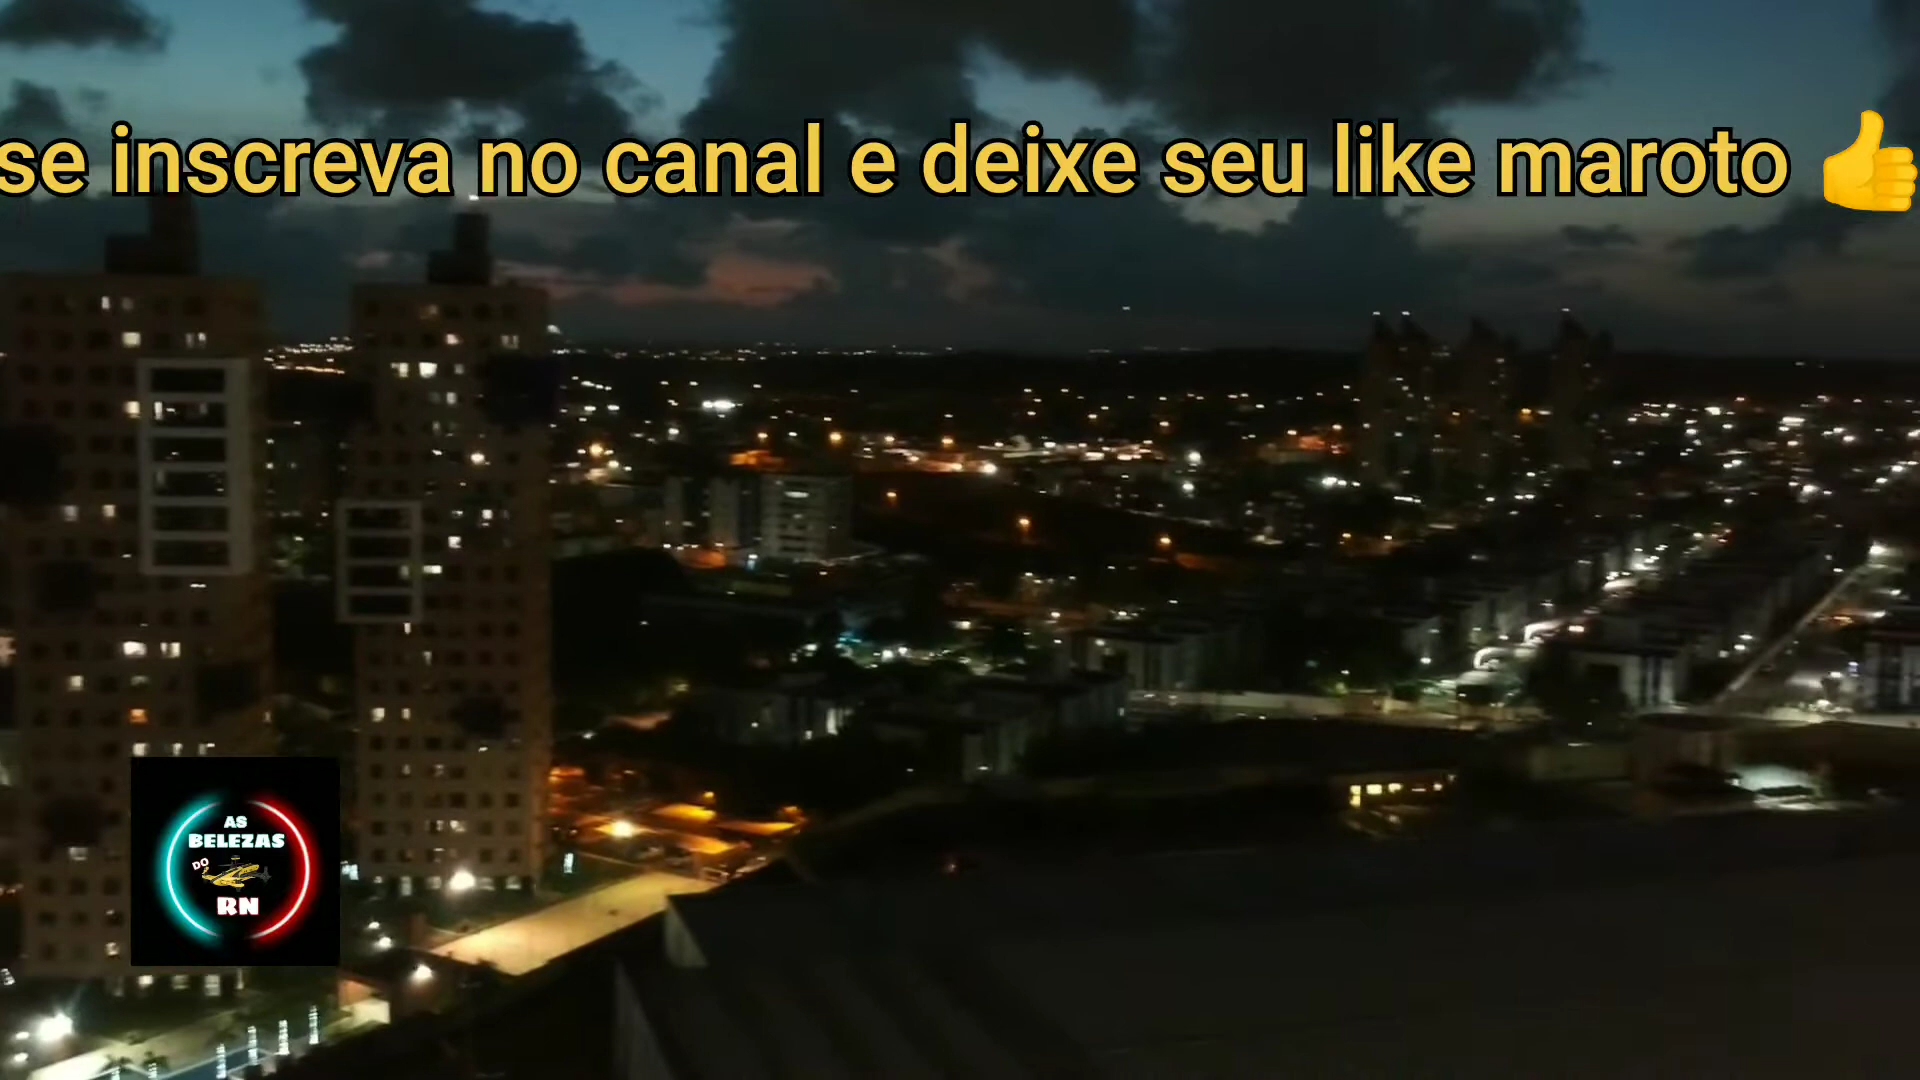 se inscreva no canal e deixe seu like maroto 👍
AS
BELEZAS
DO
RN